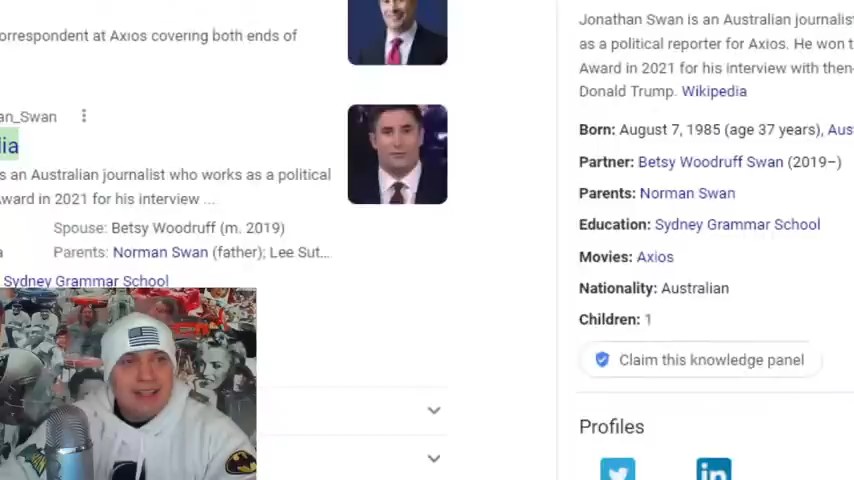 orrespondent at Axios covering both ends of
an_Swan
dia
s an Australian journalist who works as a political
ward in 2021 for his interview ...
Spouse: Betsy Woodruff (m. 2019)
a Parents: Norman Swan (father); Lee Sut...
Sydney Grammar School
Jonathan Swan is an Australian journalist
as a political reporter for Axios. He won t
Award in 2021 for his interview with then-
Donald Trump. Wikipedia
Born: August 7, 1985 (age 37 years), Aus
Partner: Betsy Woodruff Swan (2019–)
Parents: Norman Swan
Education: Sydney Grammar School
Movies: Axios
Nationality: Australian
Children: 1
Claim this knowledge panel
Profiles
in